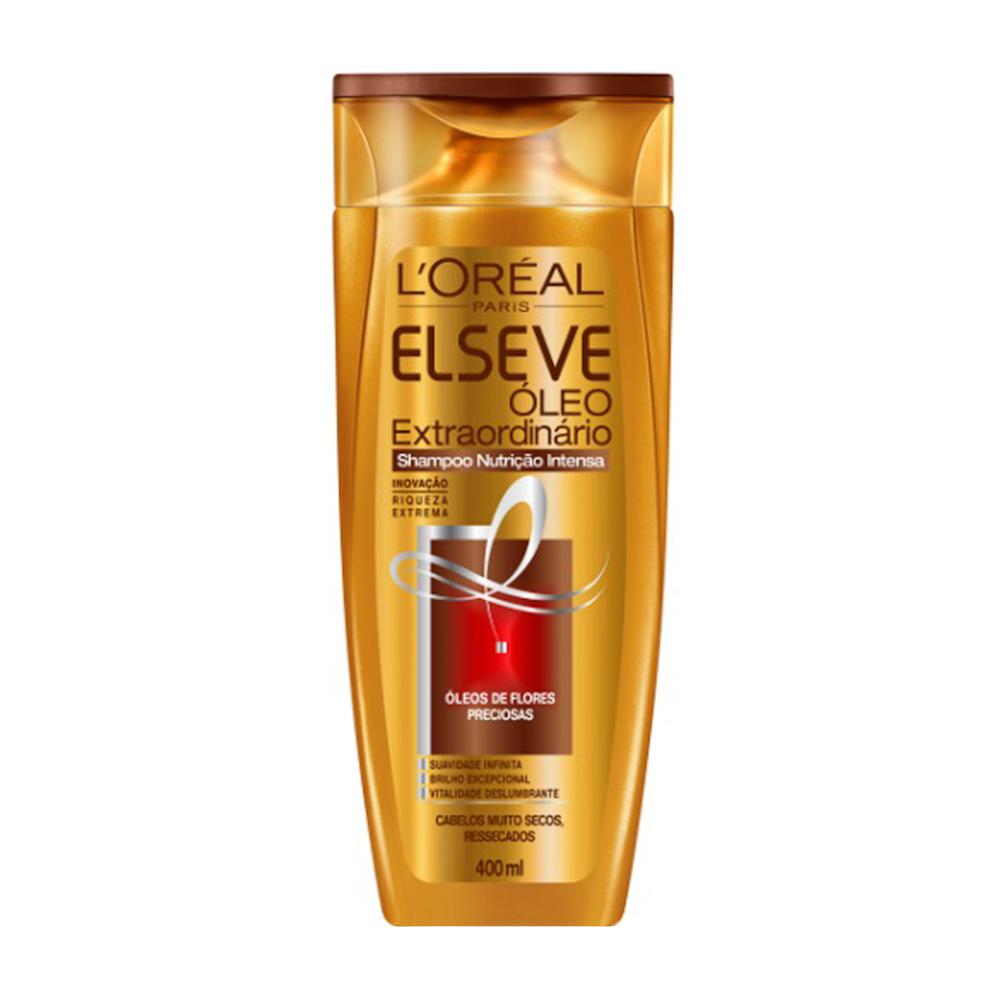 L'ORÉAL
PARIS
ELSEVE
ÓLEO
Extraordinário
Shampoo Nutrição Intensa
INOVAÇÃO
RIQUEZA
EXTREMA
ÓLEOS DE FLORES
PRECIOSAS
SUAVIDADE INFINITA
BRILHO EXCEPCIONAL
VITALIDADE DESLUMBRANTE
CABELOS MUITO SECOS,
RESSECADOS
400 ml